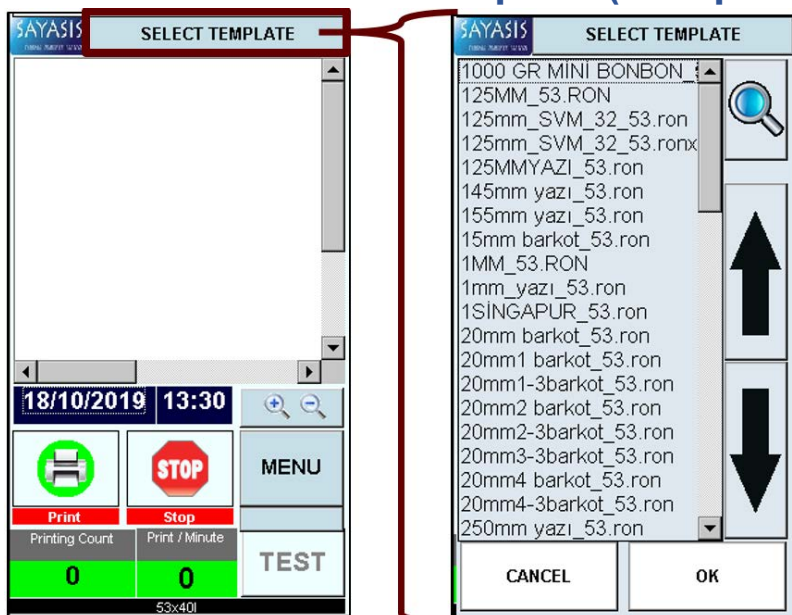 SAYASIS
SELECT TEMPLATE
18/10/2019
13:30
STOP
MENU
Print
Stop
Printing Count
Print / Minute
TEST
0
0
53x40I
SAYASIS
SELECT TEMPLATE
1000 GR MİNİ BONBON_
125MM_53.RON
125mm_SVM_32_53.ron
125mm_SVM_32_53.ronx
125MMYAZI_53.ron
145mm yazı_53.ron
155mm yazı_53.ron
15mm barkot_53.ron
1MM_53.RON
1mm_yazı_53.ron
1SİNGAPUR_53.ron
20mm barkot_53.ron
20mm1 barkot_53.ron
20mm1-3barkot_53.ron
20mm2 barkot_53.ron
20mm2-3barkot_53.ron
20mm3-3barkot_53.ron
20mm4 barkot_53.ron
20mm4-3barkot_53.ron
250mm yazı_53.ron
CANCEL
OK